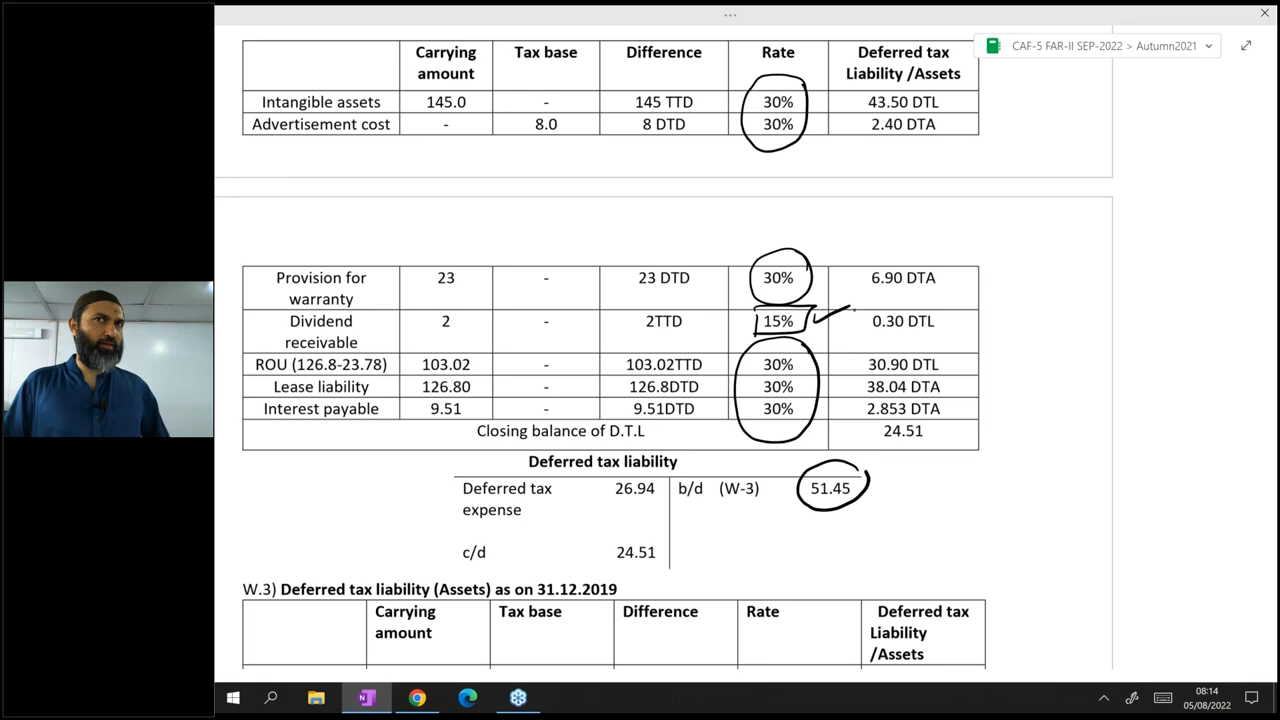 CAF-5 FAR-II SEP-2022 > Autumn2021
Carrying amount Tax base Difference Rate Deferred tax Liability /Assets
Intangible assets 145.0 - 145 TTD 30% 43.50 DTL
Advertisement cost - 8.0 8 DTD 30% 2.40 DTA
Provision for warranty 23 - 23 DTD 30% 6.90 DTA
Dividend receivable 2 - 2TTD 15% 0.30 DTL
ROU (126.8-23.78) 103.02 - 103.02TTD 30% 30.90 DTL
Lease liability 126.80 - 126.8DTD 30% 38.04 DTA
Interest payable 9.51 - 9.51DTD 30% 2.853 DTA
Closing balance of D.T.L 24.51
Deferred tax liability
Deferred tax expense 26.94 b/d (W-3) 51.45
c/d 24.51
W.3) Deferred tax liability (Assets) as on 31.12.2019
Carrying amount Tax base Difference Rate Deferred tax Liability /Assets
08:14
05/08/2022